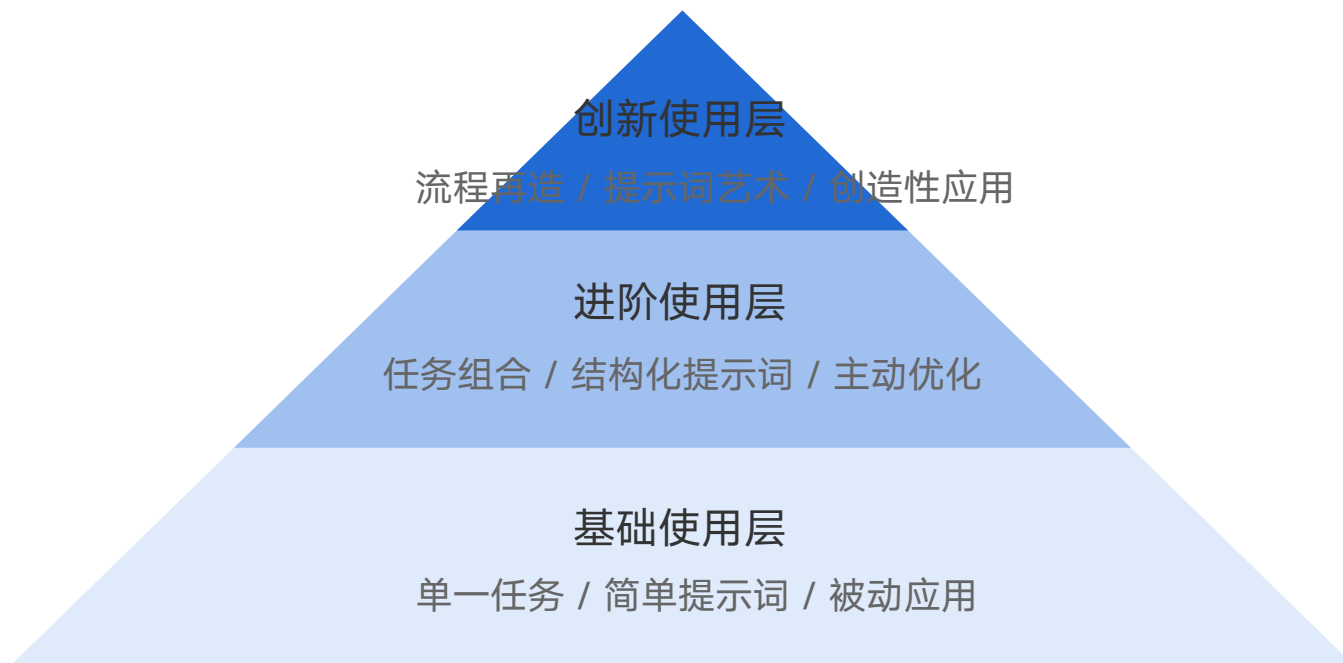 创新使用层
流程再造 / 提示词艺术 / 创造性应用
进阶使用层
任务组合 / 结构化提示词 / 主动优化
基础使用层
单一任务 / 简单提示词 / 被动应用